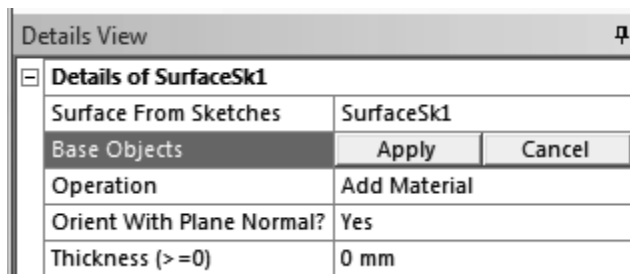 Details View
Details of SurfaceSk1
Surface From Sketches SurfaceSk1
Base Objects Apply Cancel
Operation Add Material
Orient With Plane Normal? Yes
Thickness (>=0) 0 mm